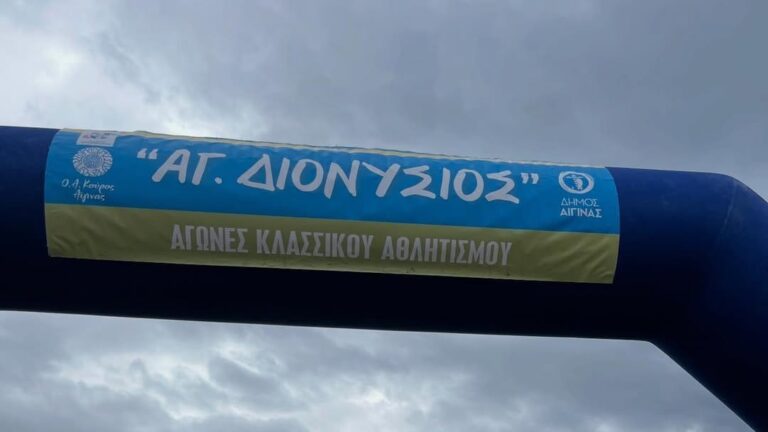 "ΑΓ. ΔΙΟΝΥΣΙΟΣ"
Ο.Α. Κούρος
Αίγινας
ΔΗΜΟΣ
ΑΙΓΙΝΑΣ
ΑΓΩΝΕΣ ΚΛΑΣΣΙΚΟΥ ΑΘΛΗΤΙΣΜΟΥ